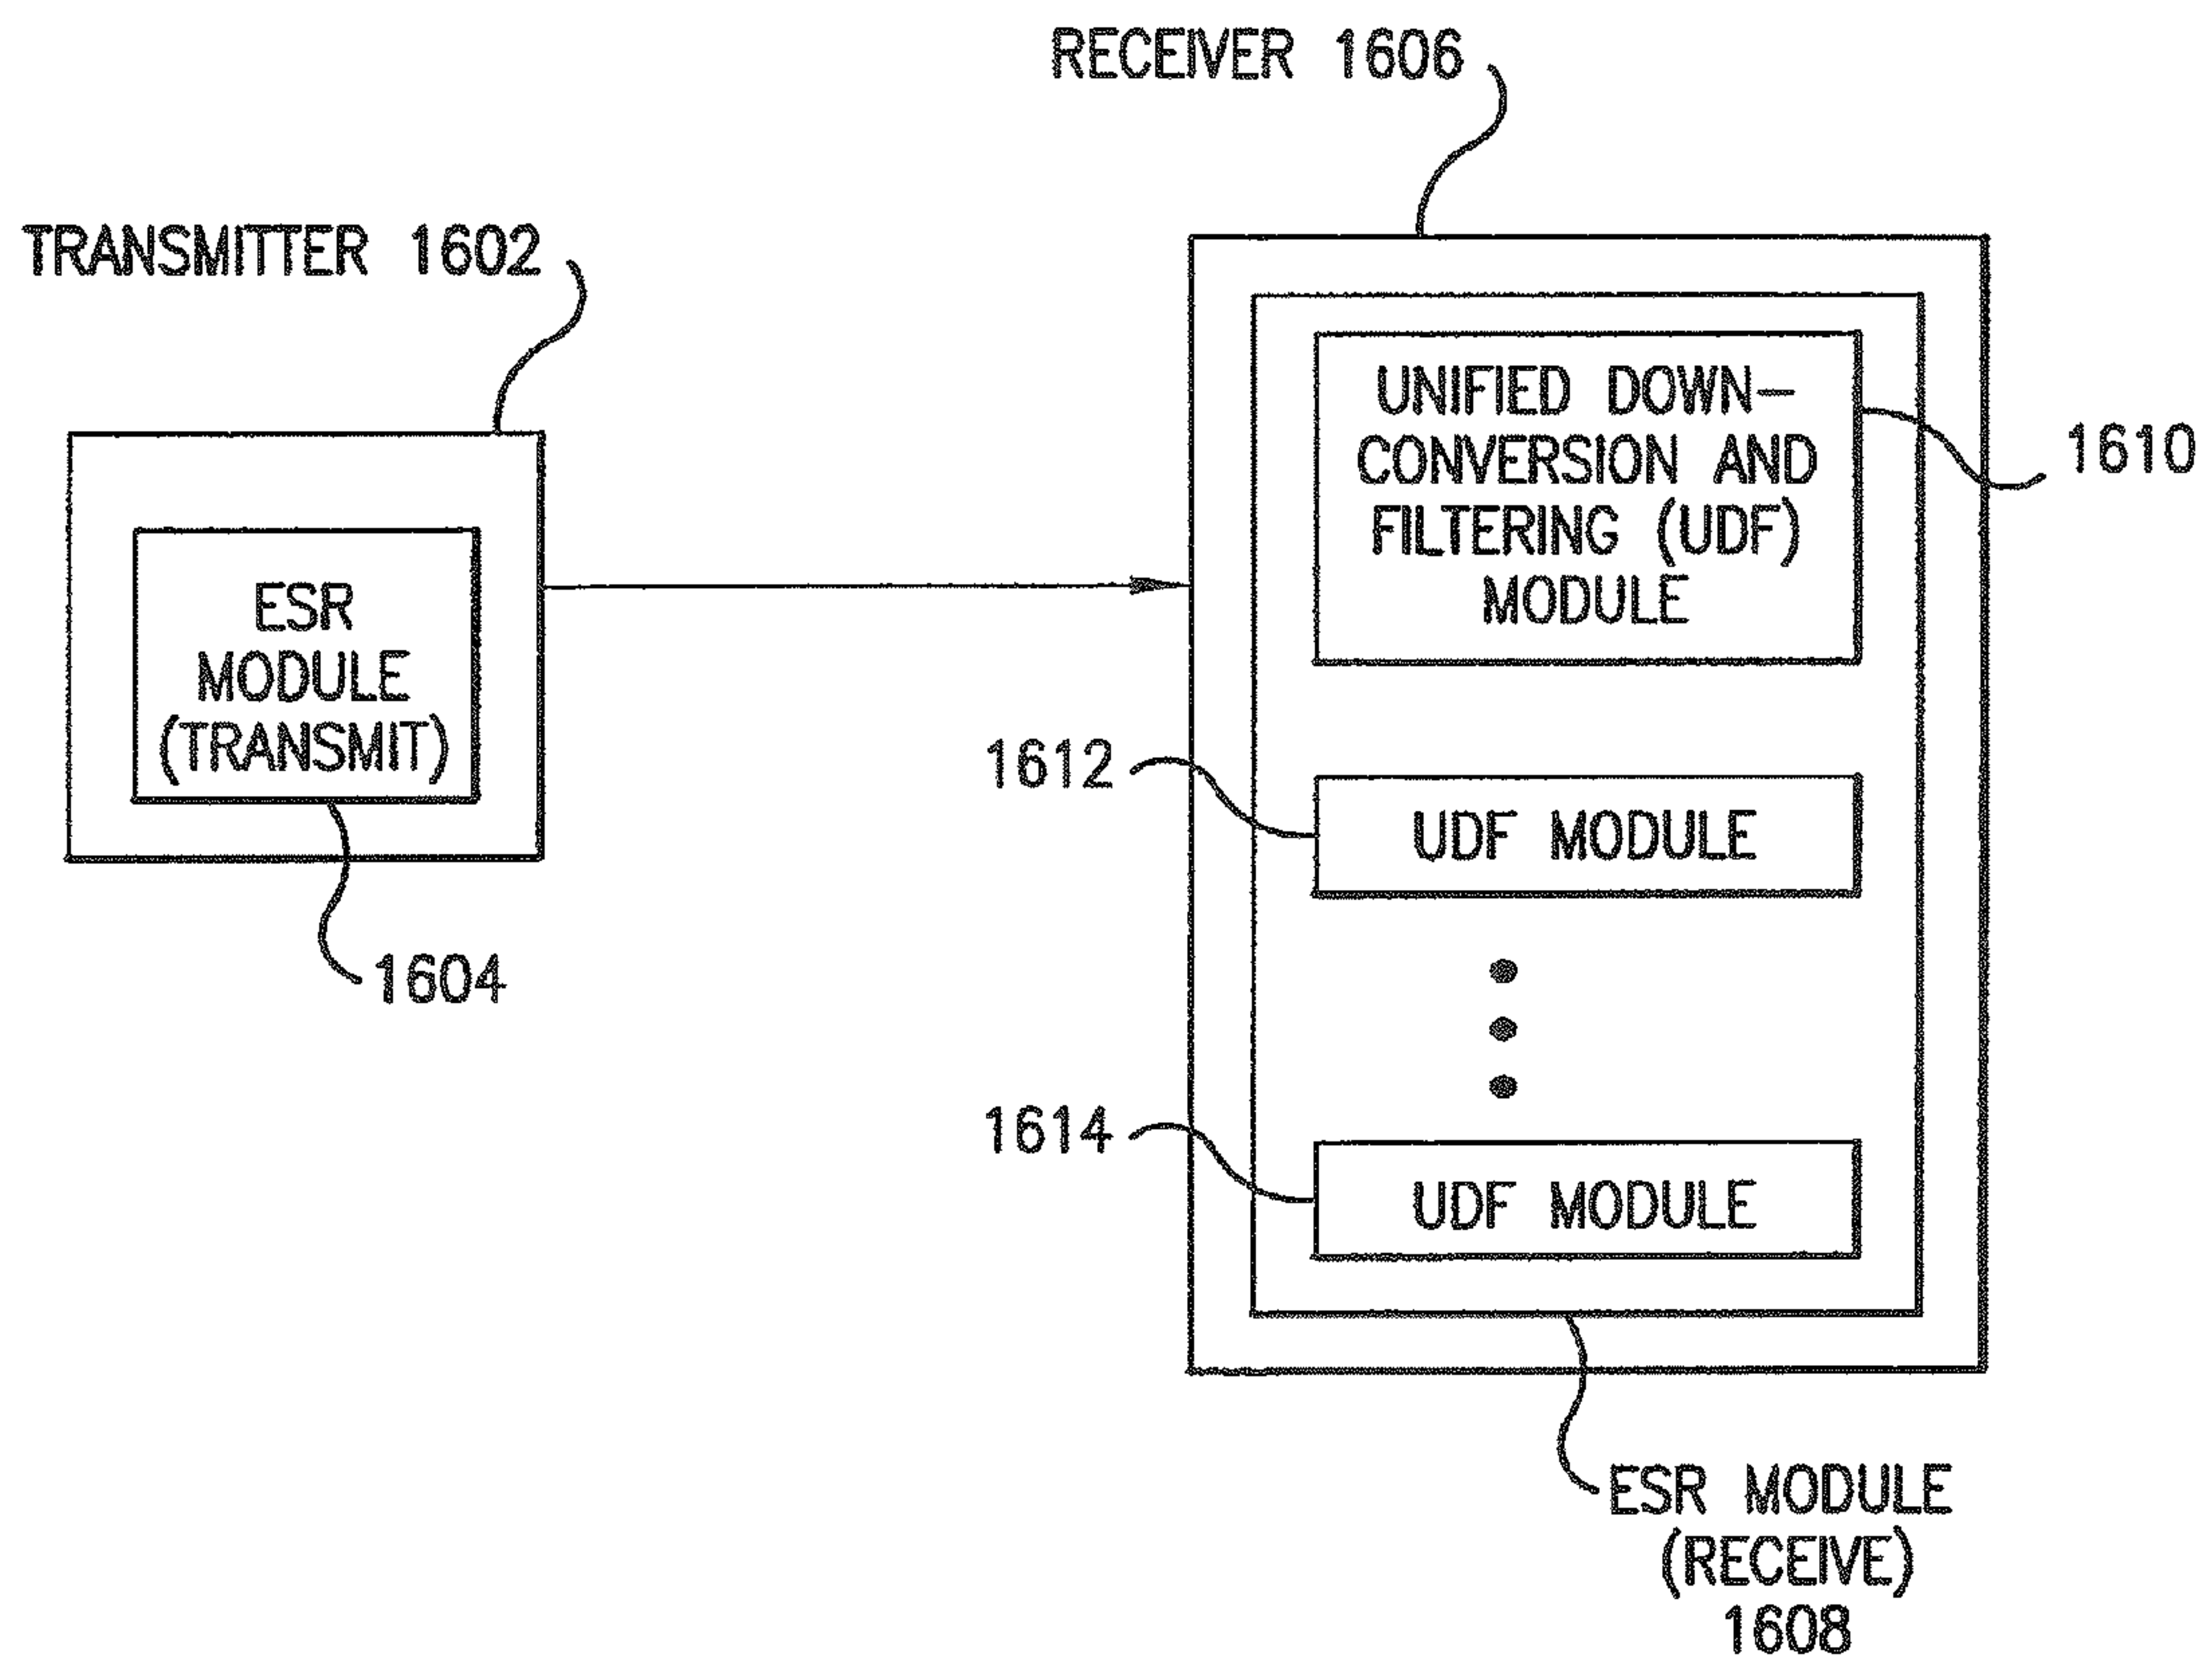 RECEIVER 1606
TRANSMITTER 1602
ESR
MODULE
(TRANSMIT)
1604
UNIFIED DOWN-
CONVERSION AND
FILTERING (UDF)
MODULE
1610
1612
UDF MODULE
1614
UDF MODULE
ESR MODULE
(RECEIVE)
1608